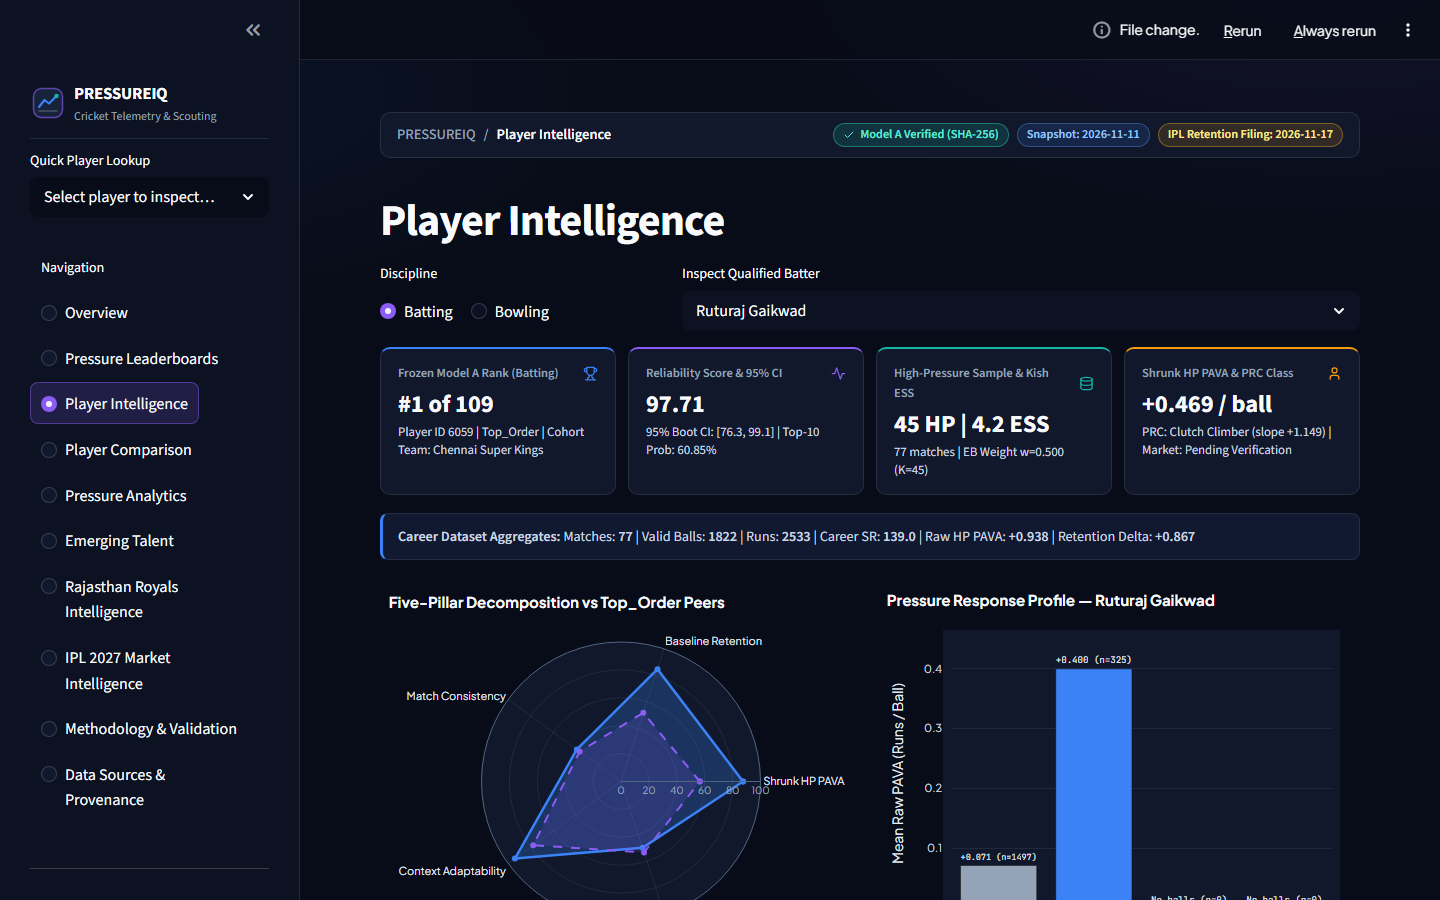 File change.
Rerun
Always rerun
PRESSUREIQ
Cricket Telemetry & Scouting
Quick Player Lookup
Select player to inspect...
Navigation
Overview
Pressure Leaderboards
Player Intelligence
Player Comparison
Pressure Analytics
Emerging Talent
Rajasthan Royals
Intelligence
IPL 2027 Market
Intelligence
Methodology & Validation
Data Sources &
Provenance
PRESSUREIQ / Player Intelligence
Model A Verified (SHA-256)
Snapshot: 2026-11-11
IPL Retention Filing: 2026-11-17
Player Intelligence
Discipline
Batting
Bowling
Inspect Qualified Batter
Ruturaj Gaikwad
Frozen Model A Rank (Batting)
#1 of 109
Player ID 6059 | Top_Order | Cohort
Team: Chennai Super Kings
Reliability Score & 95% CI
97.71
95% Boot CI: [76.3, 99.1] | Top-10
Prob: 60.85%
High-Pressure Sample & Kish
ESS
45 HP | 4.2 ESS
77 matches | EB Weight w=0.500
(K=45)
Shrunk HP PAVA & PRC Class
+0.469 / ball
PRC: Clutch Climber (slope +1.149) |
Market: Pending Verification
Career Dataset Aggregates: Matches: 77 | Valid Balls: 1822 | Runs: 2533 | Career SR: 139.0 | Raw HP PAVA: +0.938 | Retention Delta: +0.867
Five-Pillar Decomposition vs Top_Order Peers
Baseline Retention
Match Consistency
Shrunk HP PAVA
0 20 40 60 80 100
Context Adaptability
Pressure Response Profile — Ruturaj Gaikwad
Mean Raw PAVA (Runs / Ball)
0.4
0.3
0.2
0.1
+0.400 (n=325)
+0.071 (n=1497)
No balls (n=0)
No balls (n=0)